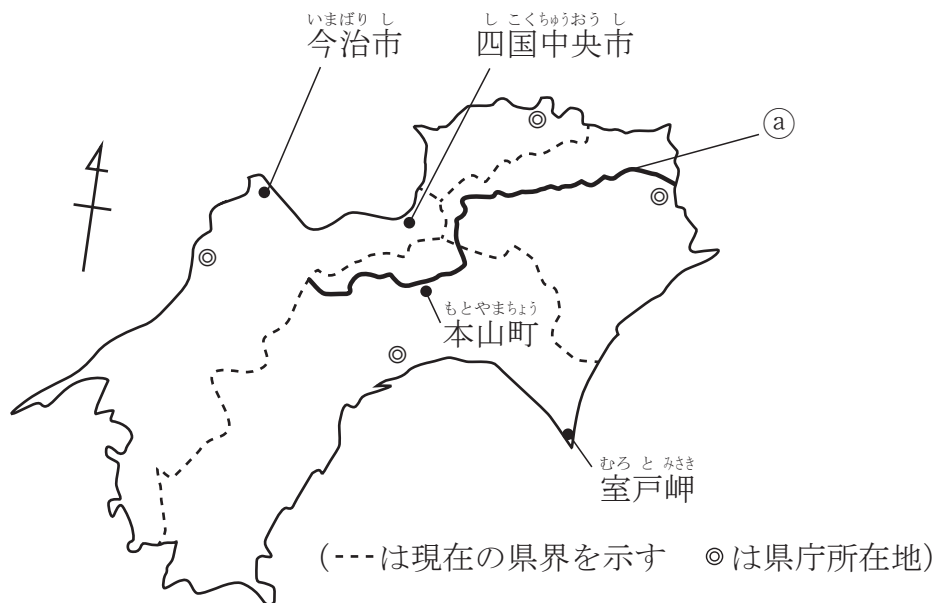 いまばり し
今治市
し こくちゅうおう し
四国中央市
ⓐ
もとやまちょう
本山町
むろ と みさき
室戸岬
(---は現在の県界を示す ◎は県庁所在地)